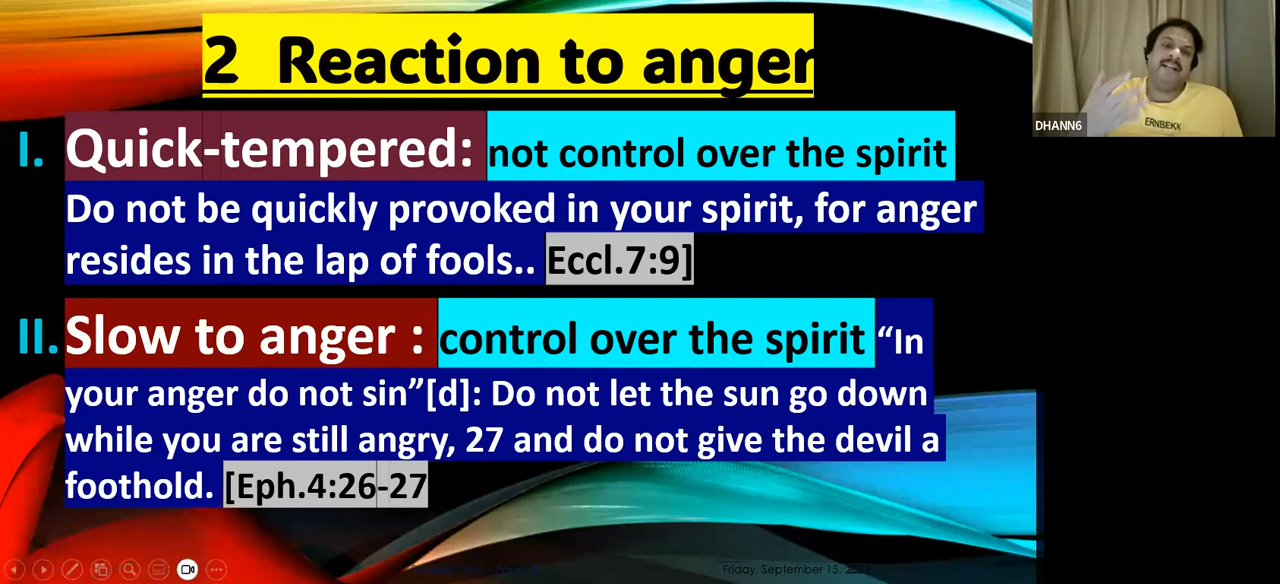 2 Reaction to anger
I. Quick-tempered: not control over the spirit
Do not be quickly provoked in your spirit, for anger
resides in the lap of fools.. Eccl.7:9]
II. Slow to anger : control over the spirit “In
your anger do not sin”[d]: Do not let the sun go down
while you are still angry, 27 and do not give the devil a
foothold. [Eph.4:26-27
DHANN6
ERNBEKK
Friday, September 15,